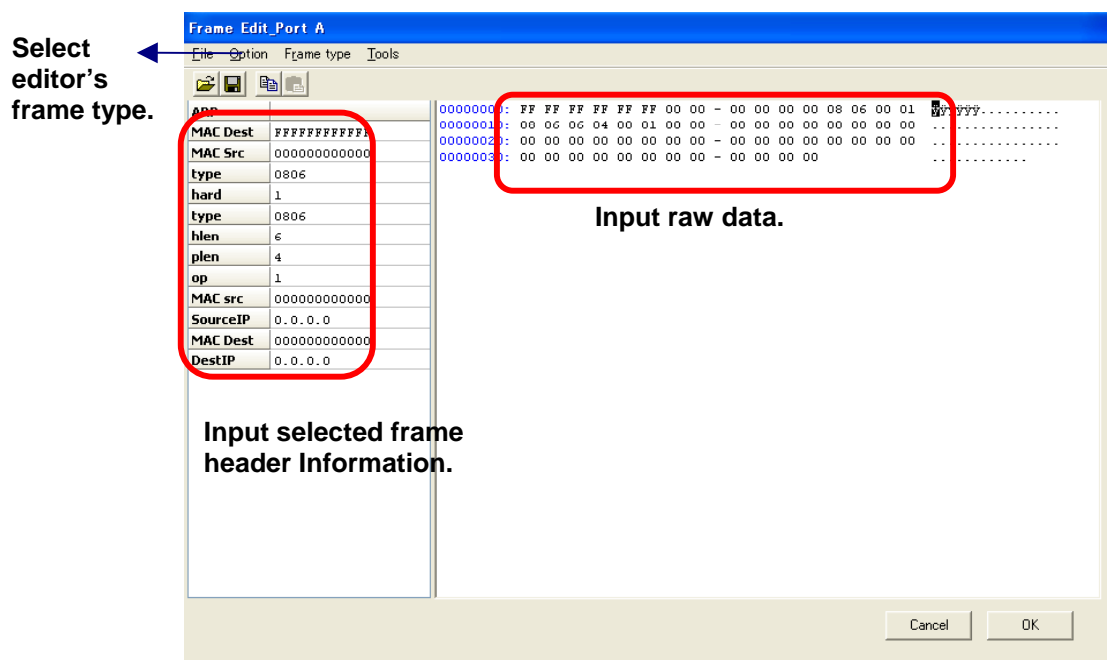 Frame Edit_Port A
Select
editor's
frame type.
File Option Frame type Tools
ARP
MAC Dest FFFFFFFFFFFF
MAC Src 000000000000
type 0806
hard 1
type 0806
hlen 6
plen 4
op 1
MAC src 000000000000
SourceIP 0.0.0.0
MAC Dest 000000000000
DestIP 0.0.0.0
00000000: FF FF FF FF FF FF 00 00 - 00 00 00 00 08 06 00 01 ÿÿÿÿÿÿ..........
00000010: 00 06 06 04 00 01 00 00 - 00 00 00 00 00 00 00 00 ................
00000020: 00 00 00 00 00 00 00 00 - 00 00 00 00 00 00 00 00 ................
00000030: 00 00 00 00 00 00 00 00 - 00 00 00 00 ............
Input raw data.
Input selected frame
header Information.
Cancel OK